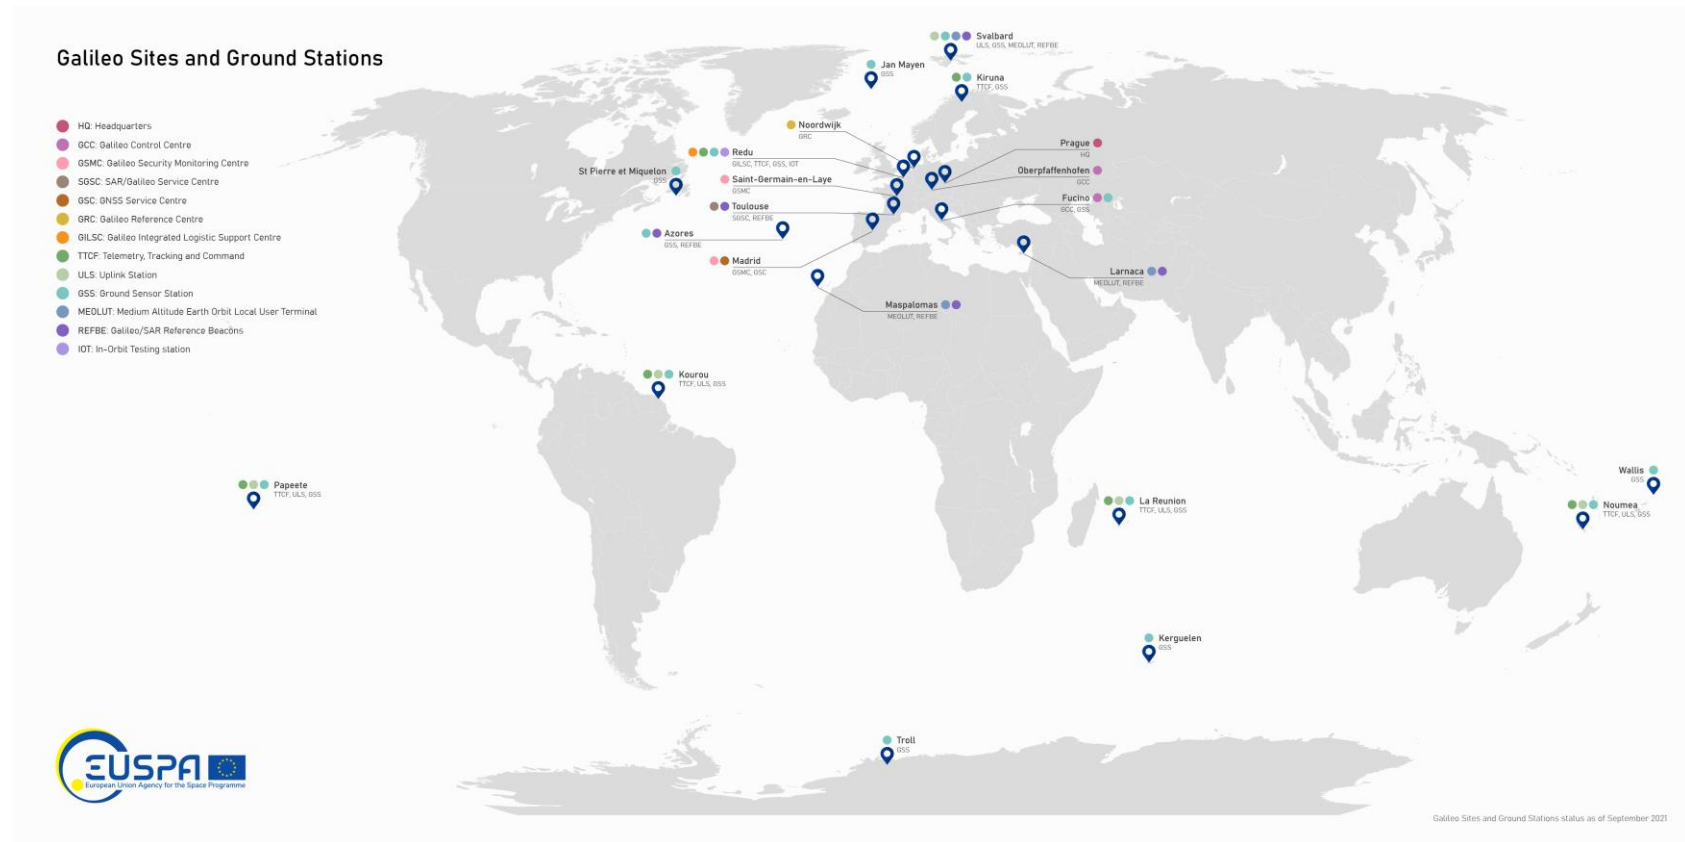 Galileo Sites and Ground Stations
HQ: Headquarters
GCC: Galileo Control Centre
GSMC: Galileo Security Monitoring Centre
SGSC: SAR/Galileo Service Centre
GSC: GNSS Service Centre
GRC: Galileo Reference Centre
GILSC: Galileo Integrated Logistic Support Centre
TTCF: Telemetry, Tracking and Command
ULS: Uplink Station
GSS: Ground Sensor Station
MEOLUT: Medium Altitude Earth Orbit Local User Terminal
REFBE: Galileo/SAR Reference Beacons
IOT: In-Orbit Testing station
Svalbard
ULS, GSS, MEOLUT, REFBE
Jan Mayen
GSS
Kiruna
TTCF, GSS
Noordwijk
GRC
Redu
GILSC, TTCF, GSS, IOT
St Pierre et Miquelon
GSS
Saint-Germain-en-Laye
GSMC
Toulouse
SGSC, REFBE
Azores
GSS, REFBE
Madrid
GSMC, GSC
Prague
HQ
Oberpfaffenhofen
GCC
Fucino
GCC, GSS
Larnaca
MEOLUT, REFBE
Maspalomas
MEOLUT, REFBE
Kourou
TTCF, ULS, GSS
Papeete
TTCF, ULS, GSS
La Reunion
TTCF, ULS, GSS
Wallis
GSS
Noumea
TTCF, ULS, GSS
Kerguelen
GSS
Troll
GSS
EUSPA
European Union Agency for the Space Programme
Galileo Sites and Ground Stations status as of September 2021